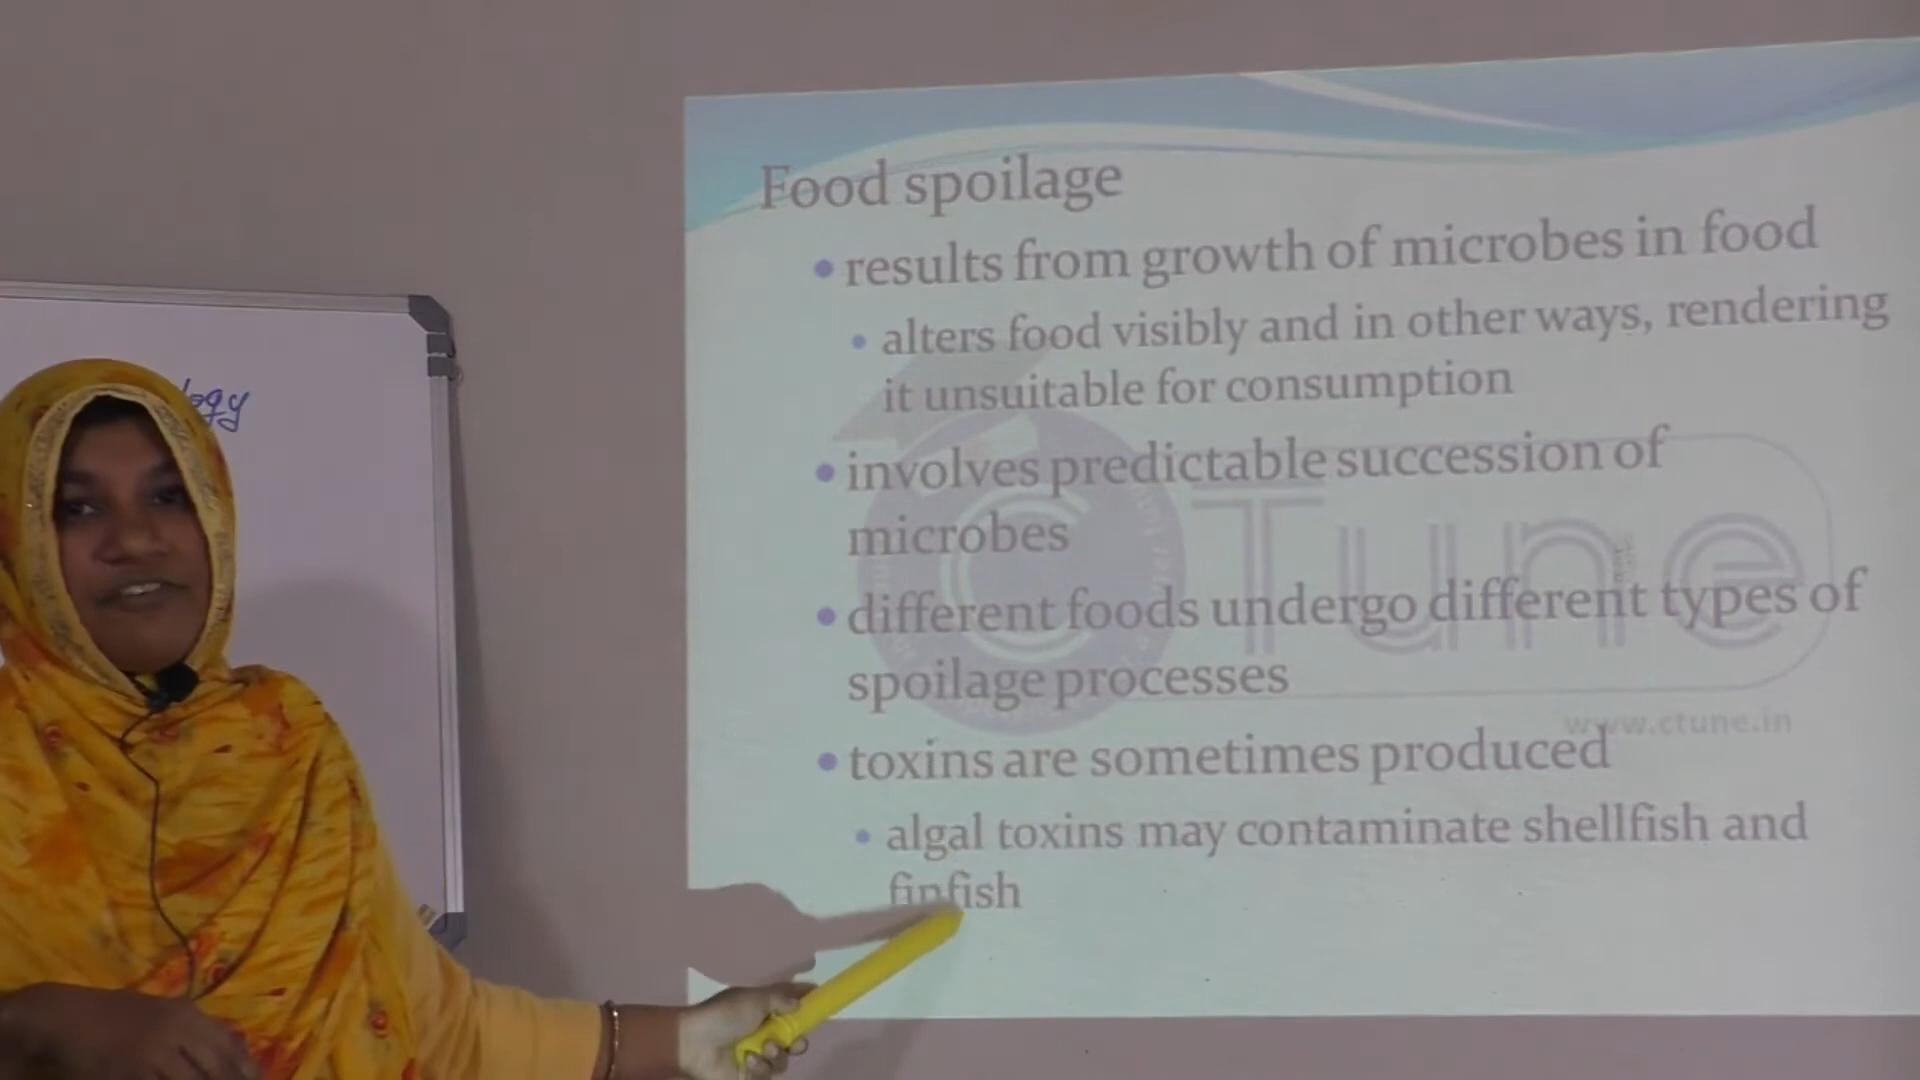 Food spoilage
• results from growth of microbes in food
• alters food visibly and in other ways, rendering
it unsuitable for consumption
• involves predictable succession of
microbes
• different foods undergo different types of
spoilage processes
• toxins are sometimes produced
• algal toxins may contaminate shellfish and
finfish
CTune
www.ctune.in